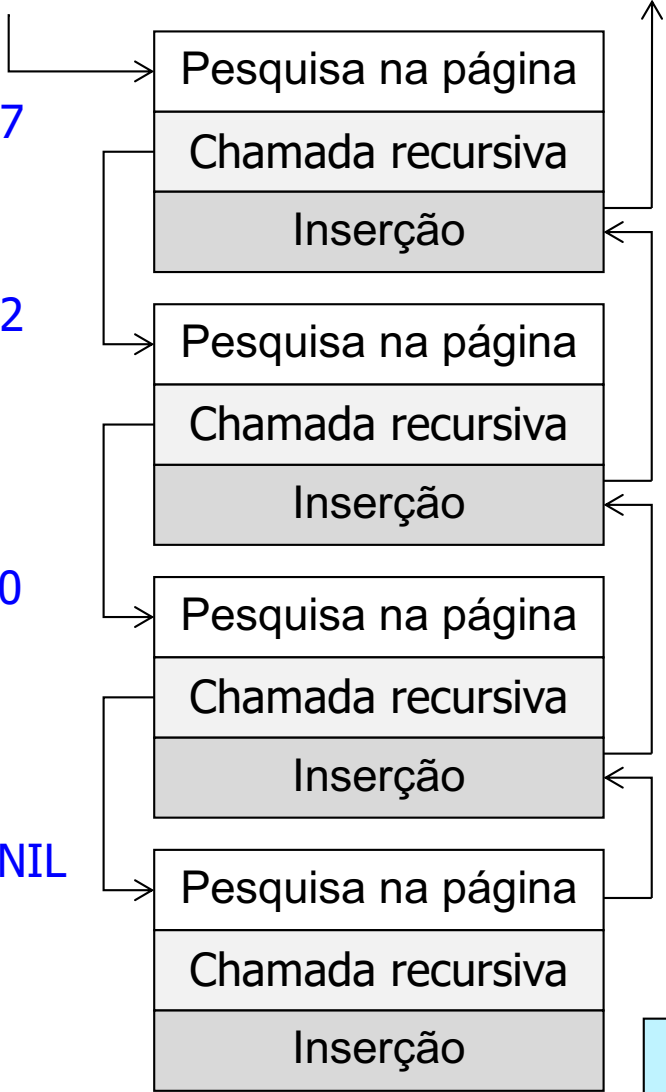 Pesquisa na página
7
Chamada recursiva
Inserção
2
Pesquisa na página
Chamada recursiva
Inserção
0
Pesquisa na página
Chamada recursiva
Inserção
NIL
Pesquisa na página
Chamada recursiva
Inserção